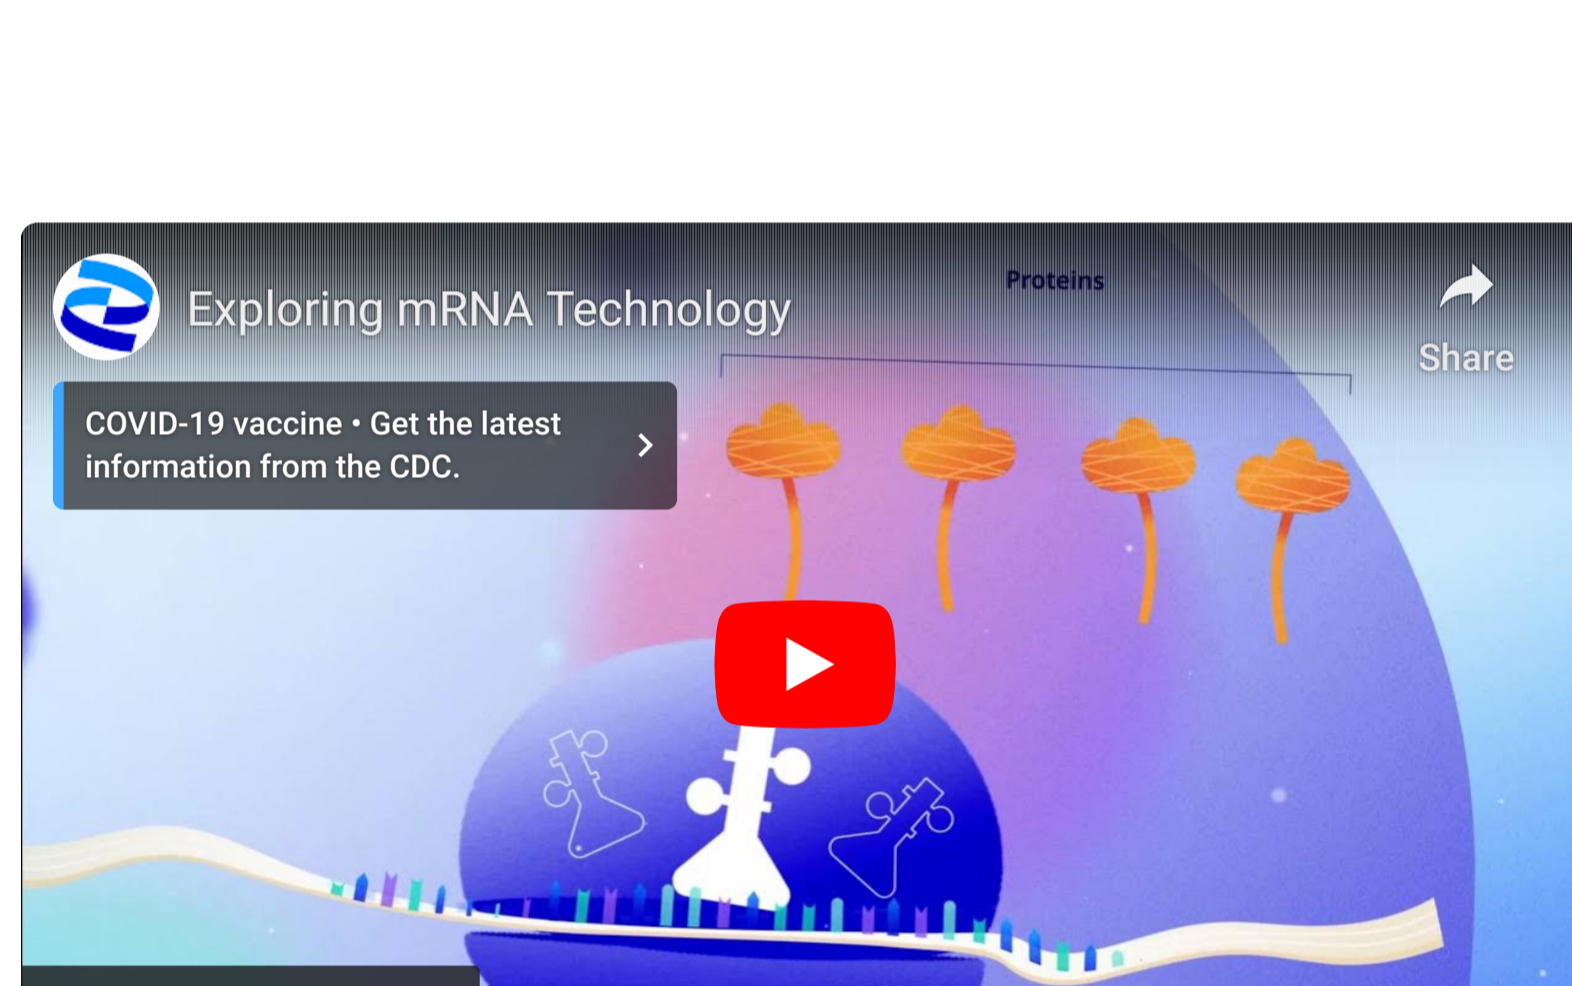 Exploring mRNA Technology
Proteins
Share
COVID-19 vaccine • Get the latest
information from the CDC.